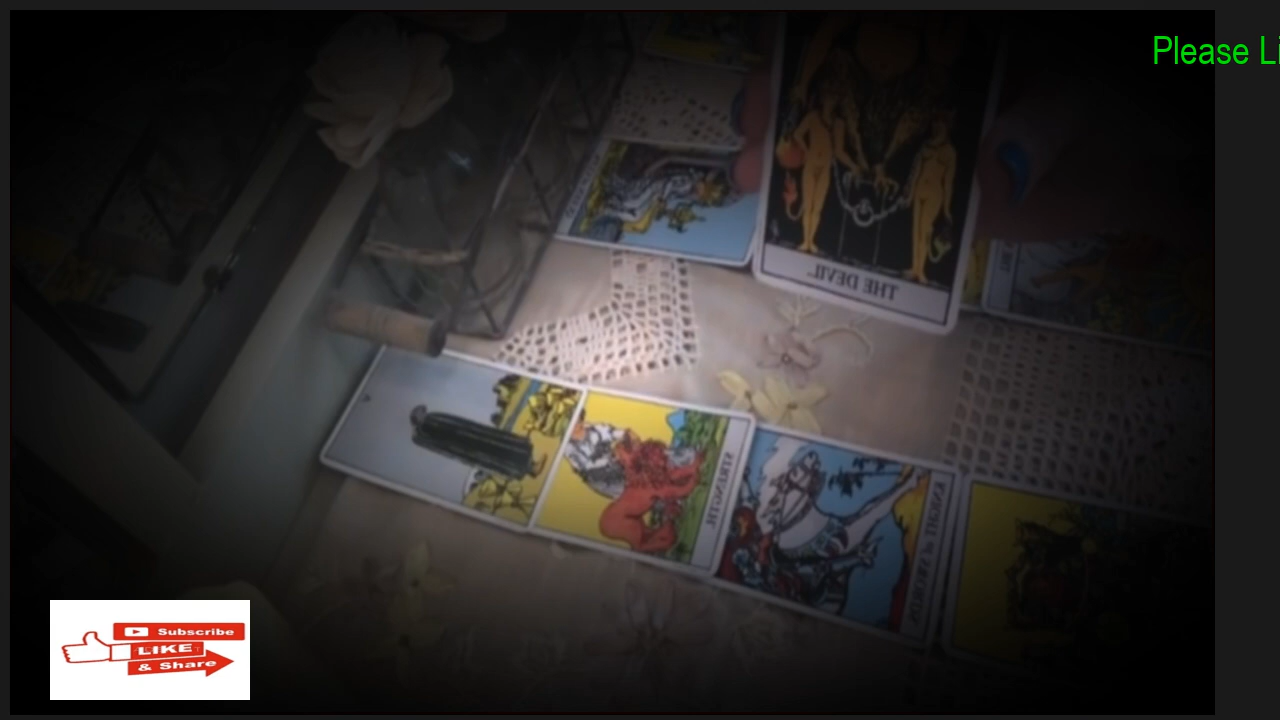 Please Li
THE DEVIL
STRENGTH
KNIGHT of SWORDS
Subscribe
LIKE
& Share